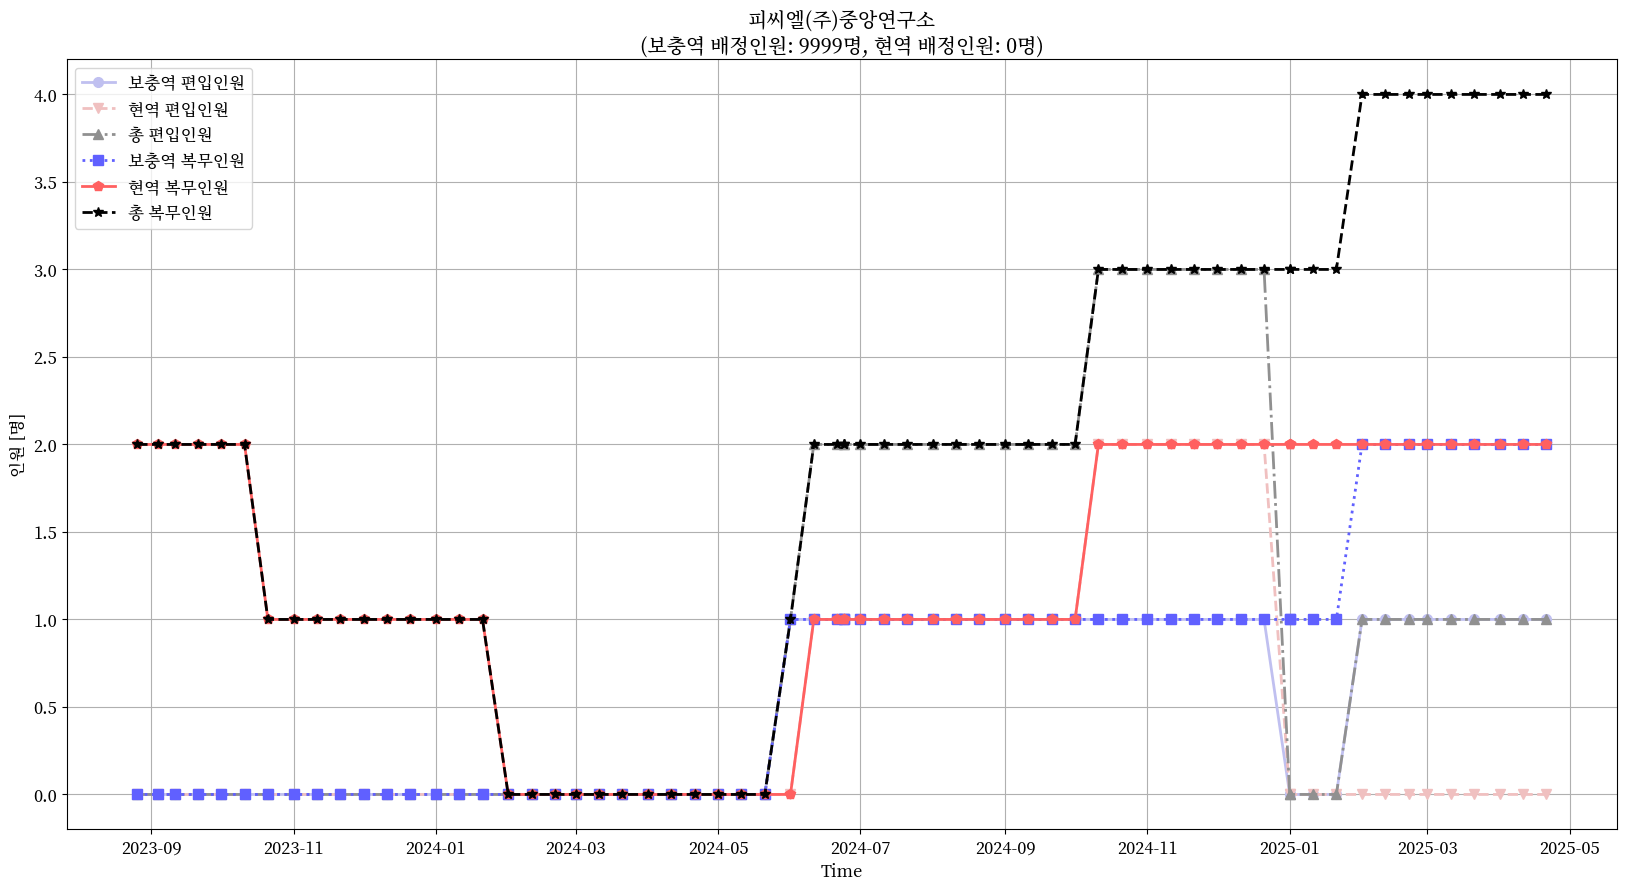 피씨엘(주)중앙연구소
(보충역 배정인원: 9999명, 현역 배정인원: 0명)
보충역 편입인원
현역 편입인원
총 편입인원
보충역 복무인원
현역 복무인원
총 복무인원
4.0
3.5
3.0
2.5
2.0
1.5
1.0
0.5
0.0
인원 [명]
2023-09
2023-11
2024-01
2024-03
2024-05
2024-07
2024-09
2024-11
2025-01
2025-03
2025-05
Time